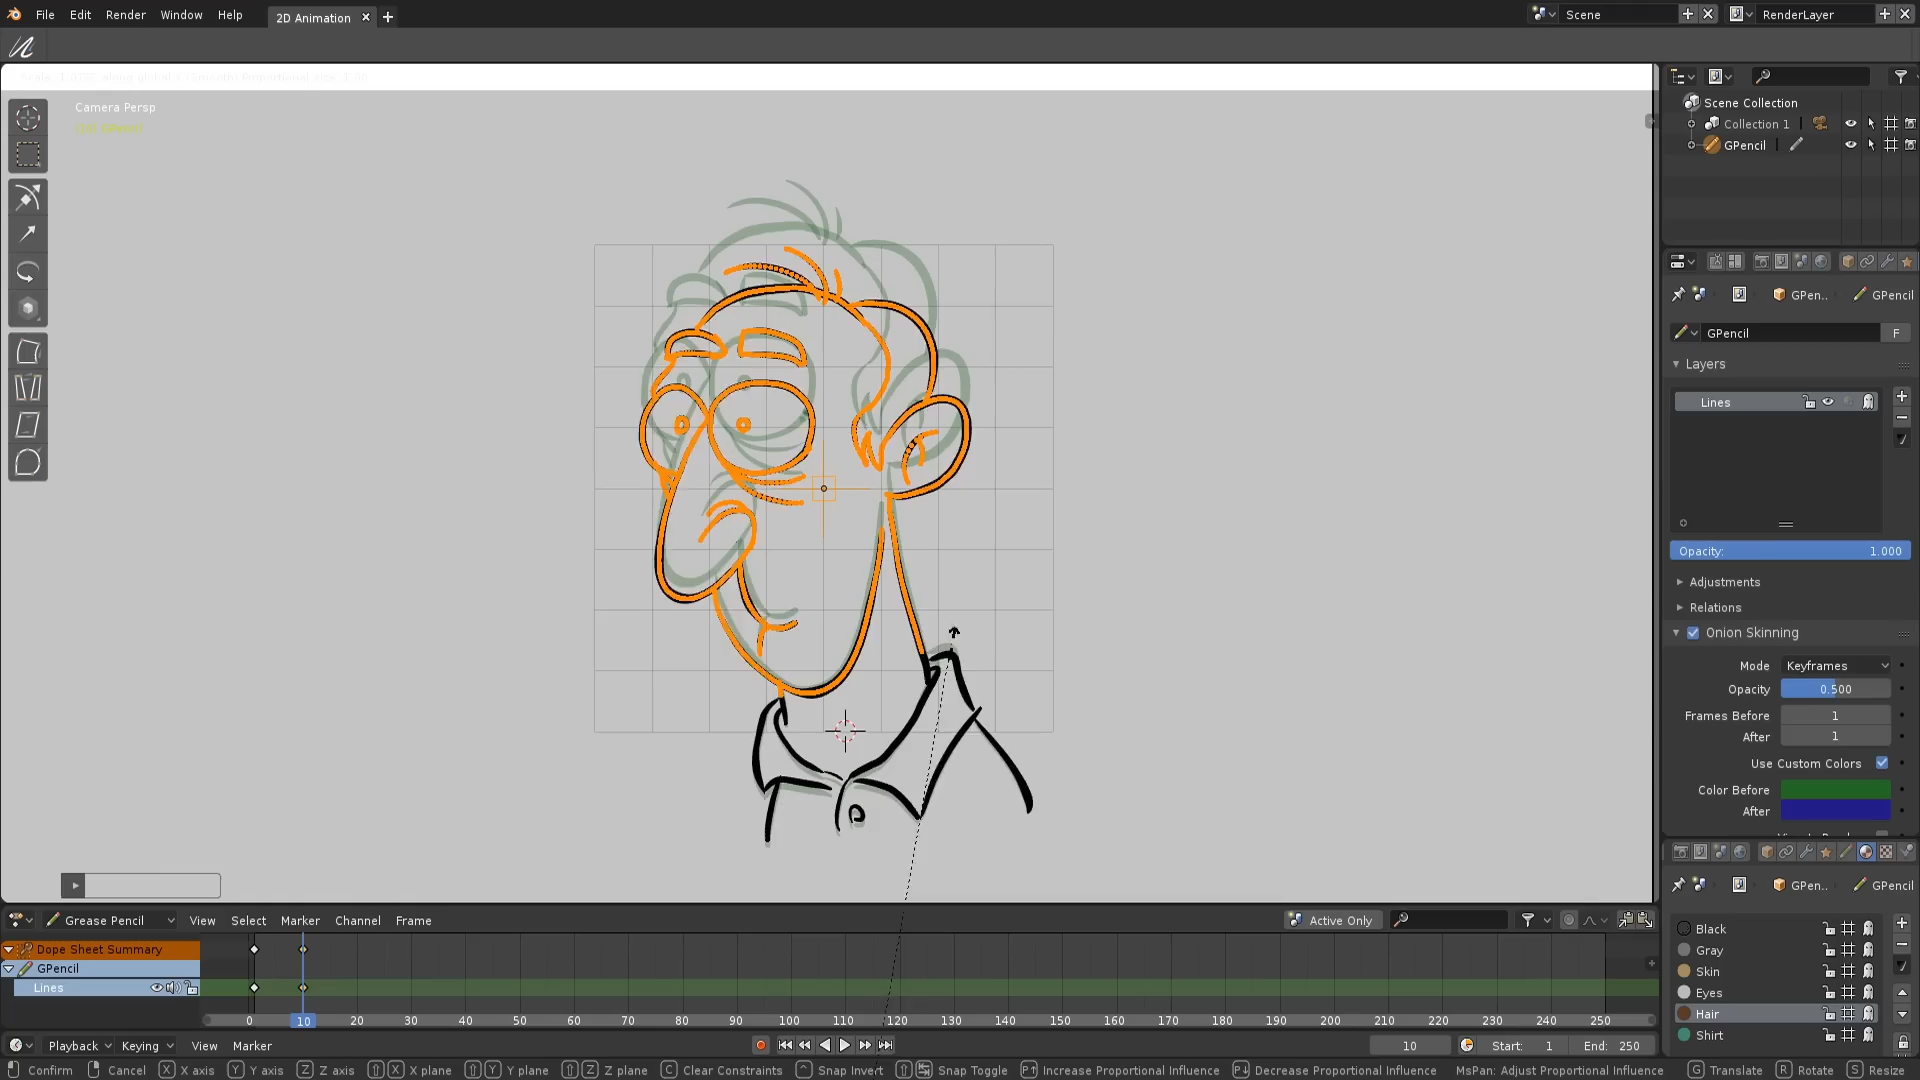 File Edit Render Window Help
2D Animation
Scene
RenderLayer
Camera Persp
Scene Collection
Collection 1
GPencil
GPen.. GPencil
GPencil F
Layers
Lines
Opacity: 1.000
Adjustments
Relations
Onion Skinning
Mode Keyframes
Opacity 0.500
Frames Before 1
After 1
Use Custom Colors
Color Before
After
GPen.. GPencil
Black
Gray
Skin
Eyes
Hair
Shirt
Grease Pencil View Select Marker Channel Frame
Active Only
Dope Sheet Summary
GPencil
Lines
0 10 20 30 40 50 60 70 80 90 100 110 120 130 140 150 160 170 180 190 200 210 220 230 240 250
Playback Keying View Marker
10 Start: 1 End: 250
Confirm Cancel X X axis Y Y axis Z Z axis X X plane Y Y plane Z Z plane C Clear Constraints Snap Invert Snap Toggle Increase Proportional Influence Decrease Proportional Influence MsPan: Adjust Proportional Influence G Translate R Rotate S Resize